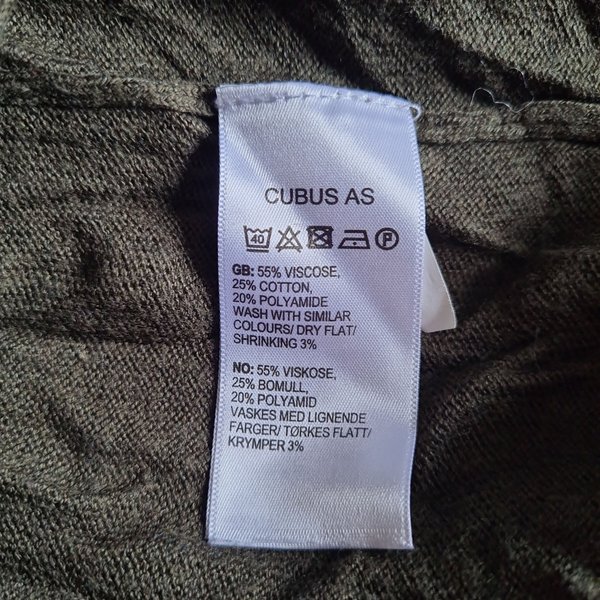 CUBUS AS
40 P
GB: 55% VISCOSE,
25% COTTON,
20% POLYAMIDE
WASH WITH SIMILAR
COLOURS/ DRY FLAT/
SHRINKING 3%
NO: 55% VISKOSE,
25% BOMULL,
20% POLYAMID
VASKES MED LIGNENDE
FARGER/ TØRKES FLATT/
KRYMPER 3%